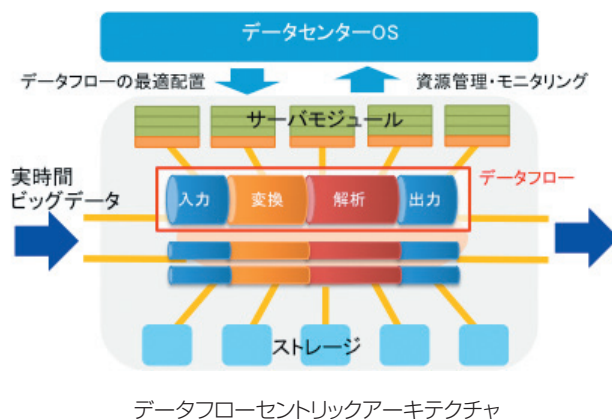 データセンターOS
データフローの最適配置
資源管理・モニタリング
サーバモジュール
実時間
ビッグデータ
データフロー
入力
変換
解析
出力
ストレージ
データフローセントリックアーキテクチャ